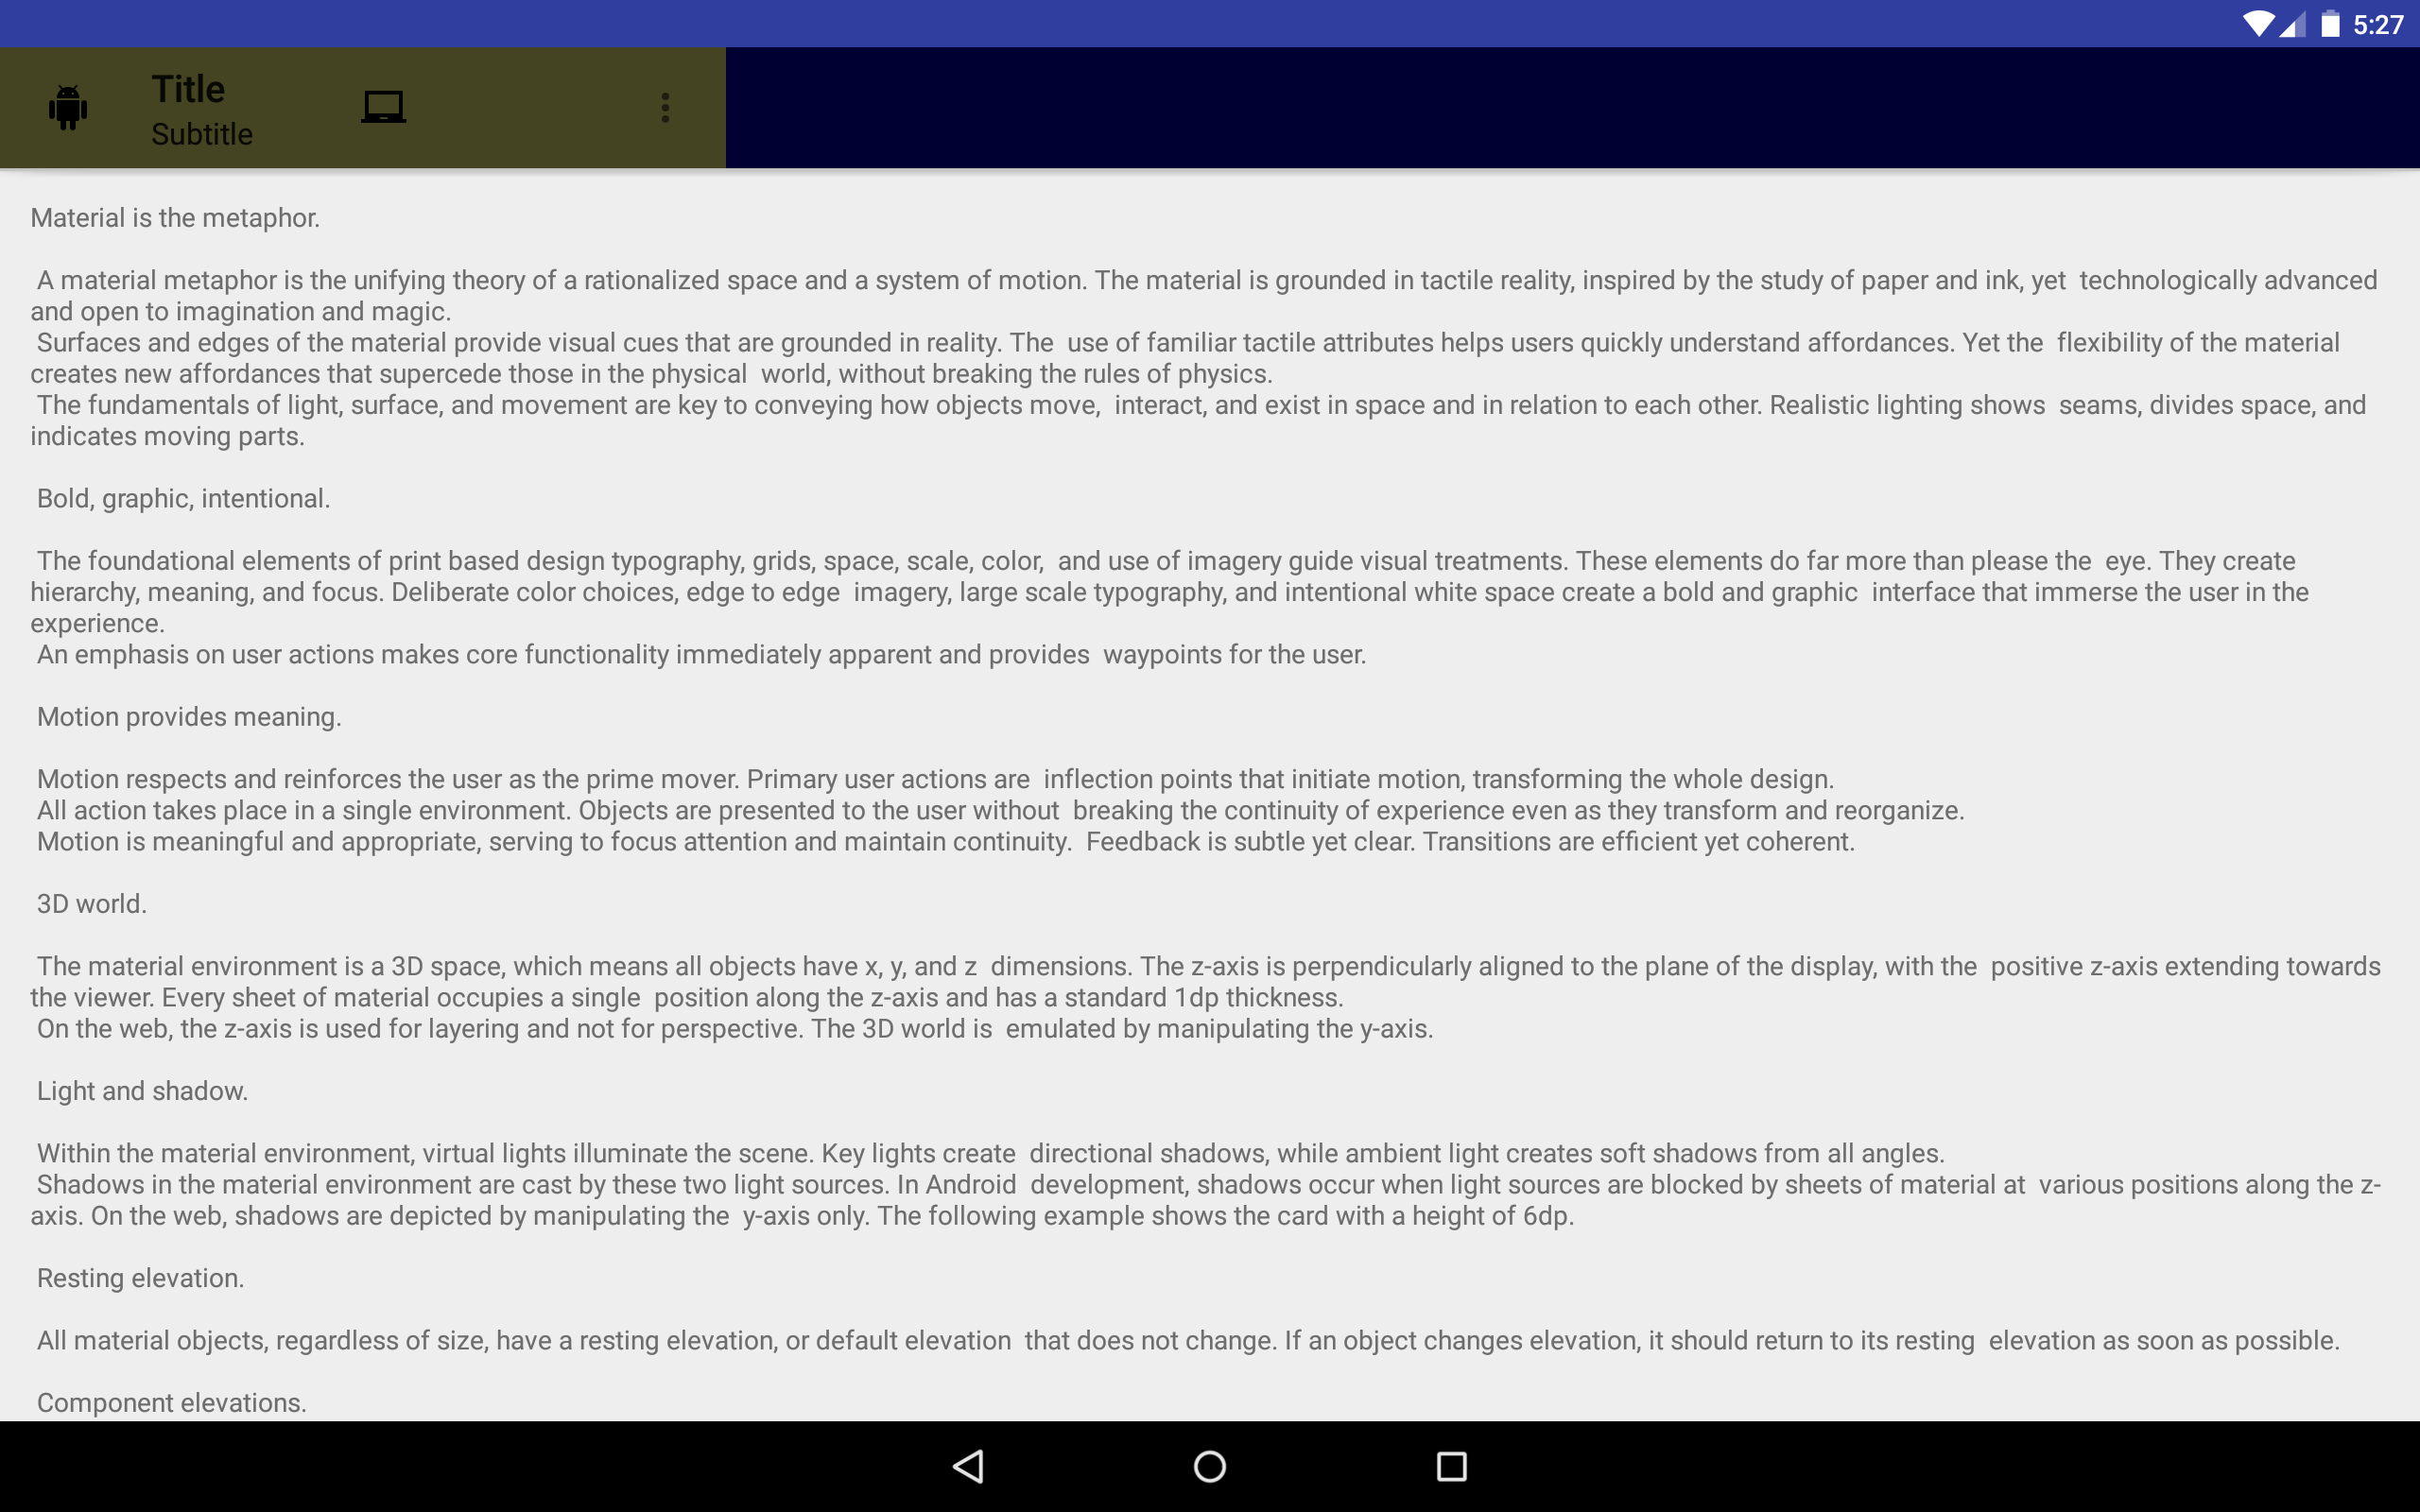 5:27
Title
Subtitle
Material is the metaphor.
A material metaphor is the unifying theory of a rationalized space and a system of motion. The material is grounded in tactile reality, inspired by the study of paper and ink, yet  technologically advanced
and open to imagination and magic.
Surfaces and edges of the material provide visual cues that are grounded in reality. The  use of familiar tactile attributes helps users quickly understand affordances. Yet the  flexibility of the material
creates new affordances that supercede those in the physical  world, without breaking the rules of physics.
The fundamentals of light, surface, and movement are key to conveying how objects move,  interact, and exist in space and in relation to each other. Realistic lighting shows  seams, divides space, and
indicates moving parts.
Bold, graphic, intentional.
The foundational elements of print based design typography, grids, space, scale, color,  and use of imagery guide visual treatments. These elements do far more than please the  eye. They create
hierarchy, meaning, and focus. Deliberate color choices, edge to edge  imagery, large scale typography, and intentional white space create a bold and graphic  interface that immerse the user in the
experience.
An emphasis on user actions makes core functionality immediately apparent and provides  waypoints for the user.
Motion provides meaning.
Motion respects and reinforces the user as the prime mover. Primary user actions are  inflection points that initiate motion, transforming the whole design.
All action takes place in a single environment. Objects are presented to the user without  breaking the continuity of experience even as they transform and reorganize.
Motion is meaningful and appropriate, serving to focus attention and maintain continuity.  Feedback is subtle yet clear. Transitions are efficient yet coherent.
3D world.
The material environment is a 3D space, which means all objects have x, y, and z  dimensions. The z-axis is perpendicularly aligned to the plane of the display, with the  positive z-axis extending towards
the viewer. Every sheet of material occupies a single  position along the z-axis and has a standard 1dp thickness.
On the web, the z-axis is used for layering and not for perspective. The 3D world is  emulated by manipulating the y-axis.
Light and shadow.
Within the material environment, virtual lights illuminate the scene. Key lights create  directional shadows, while ambient light creates soft shadows from all angles.
Shadows in the material environment are cast by these two light sources. In Android  development, shadows occur when light sources are blocked by sheets of material at  various positions along the z-
axis. On the web, shadows are depicted by manipulating the  y-axis only. The following example shows the card with a height of 6dp.
Resting elevation.
All material objects, regardless of size, have a resting elevation, or default elevation  that does not change. If an object changes elevation, it should return to its resting  elevation as soon as possible.
Component elevations.